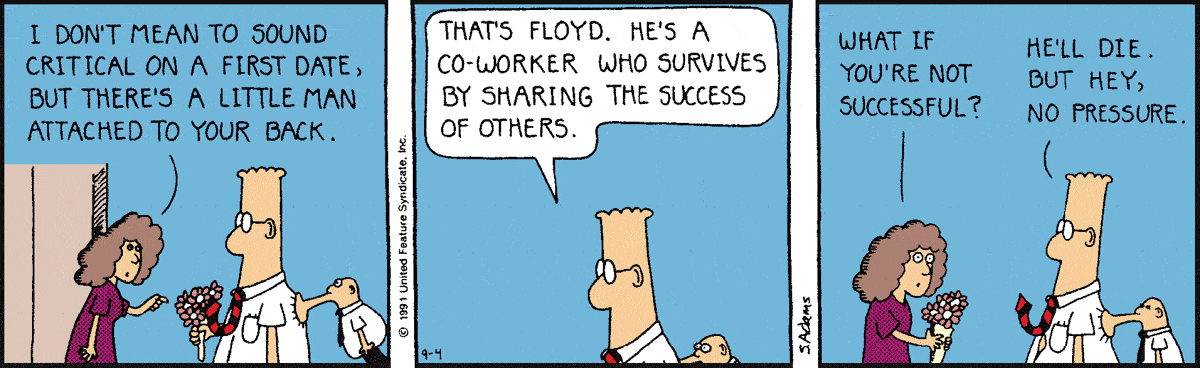 I DON'T MEAN TO SOUND
CRITICAL ON A FIRST DATE,
BUT THERE'S A LITTLE MAN
ATTACHED TO YOUR BACK.
© 1991 United Feature Syndicate, Inc.
THAT'S FLOYD. HE'S A
CO-WORKER WHO SURVIVES
BY SHARING THE SUCCESS
OF OTHERS.
9-4
S.Adams
WHAT IF
YOU'RE NOT
SUCCESSFUL?
HE'LL DIE.
BUT HEY,
NO PRESSURE.